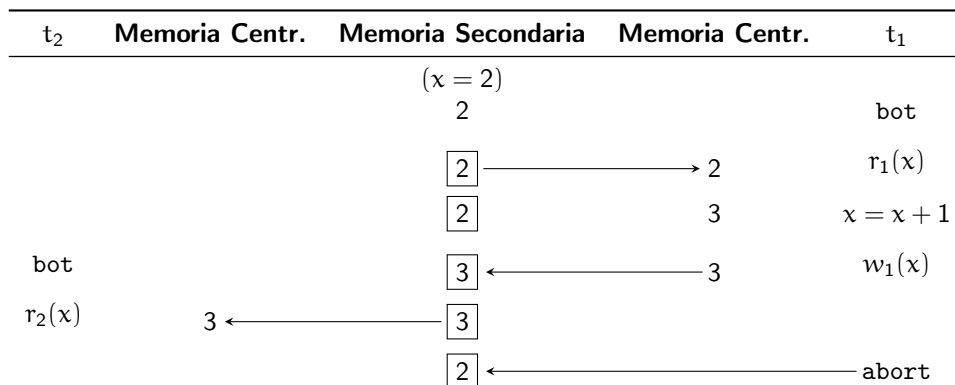 t₂ Memoria Centr. Memoria Secondaria Memoria Centr. t₁
(x = 2)
2 bot
2 2 r₁(x)
2 3 x = x + 1
bot 3 3 w₁(x)
r₂(x) 3 3
2 abort